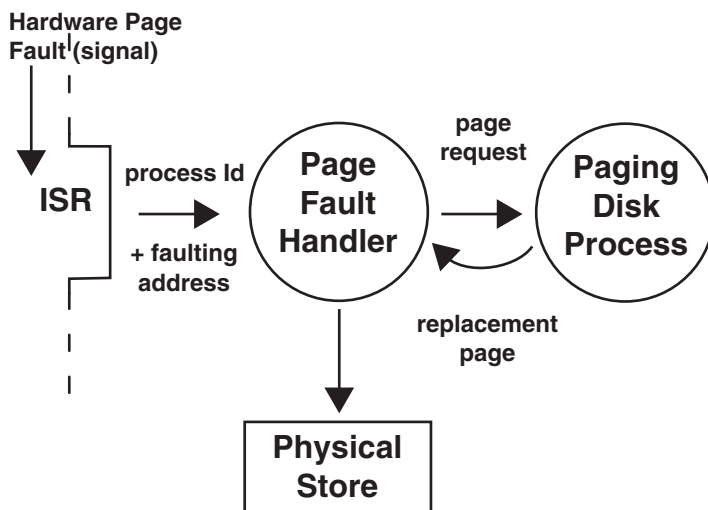 Hardware Page
Fault (signal)
ISR
process Id
+ faulting
address
Page
Fault
Handler
page
request
Paging
Disk
Process
replacement
page
Physical
Store